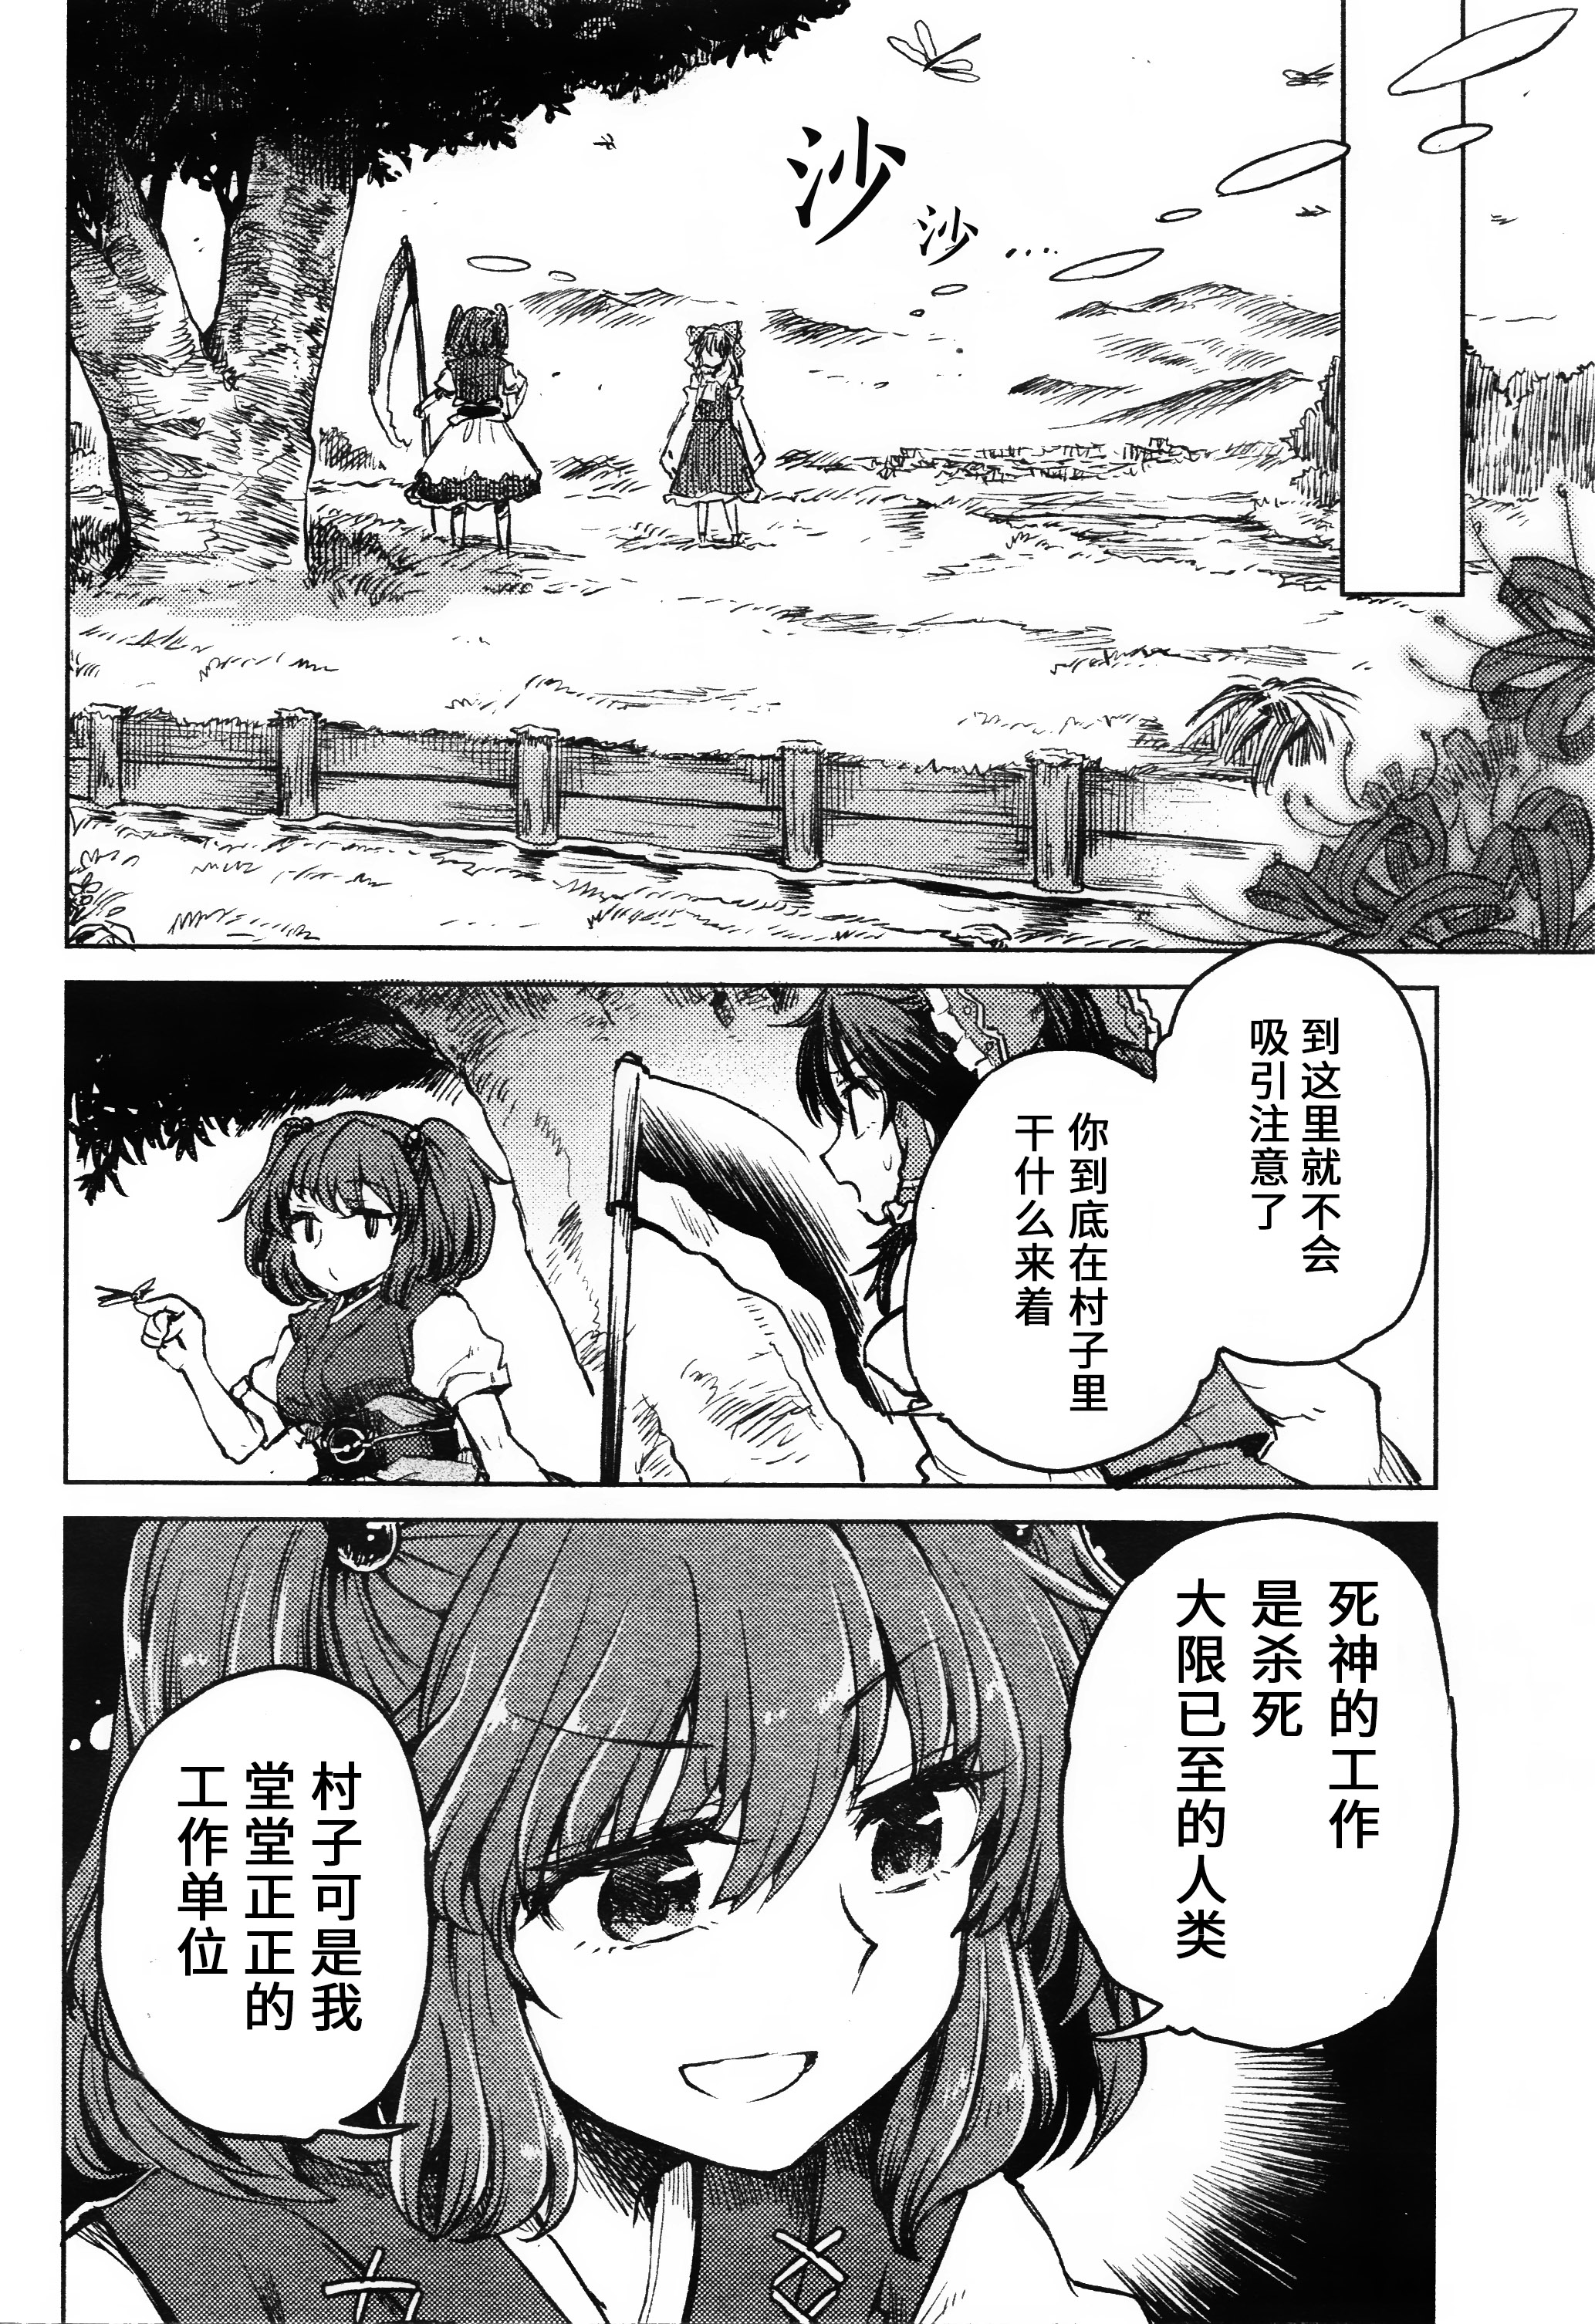 沙
沙…
到这里就不会
吸引注意了
你到底在村子里
干什么来着
死神的工作
是杀死
大限已至的人类
村子可是我
堂堂正正的
工作单位